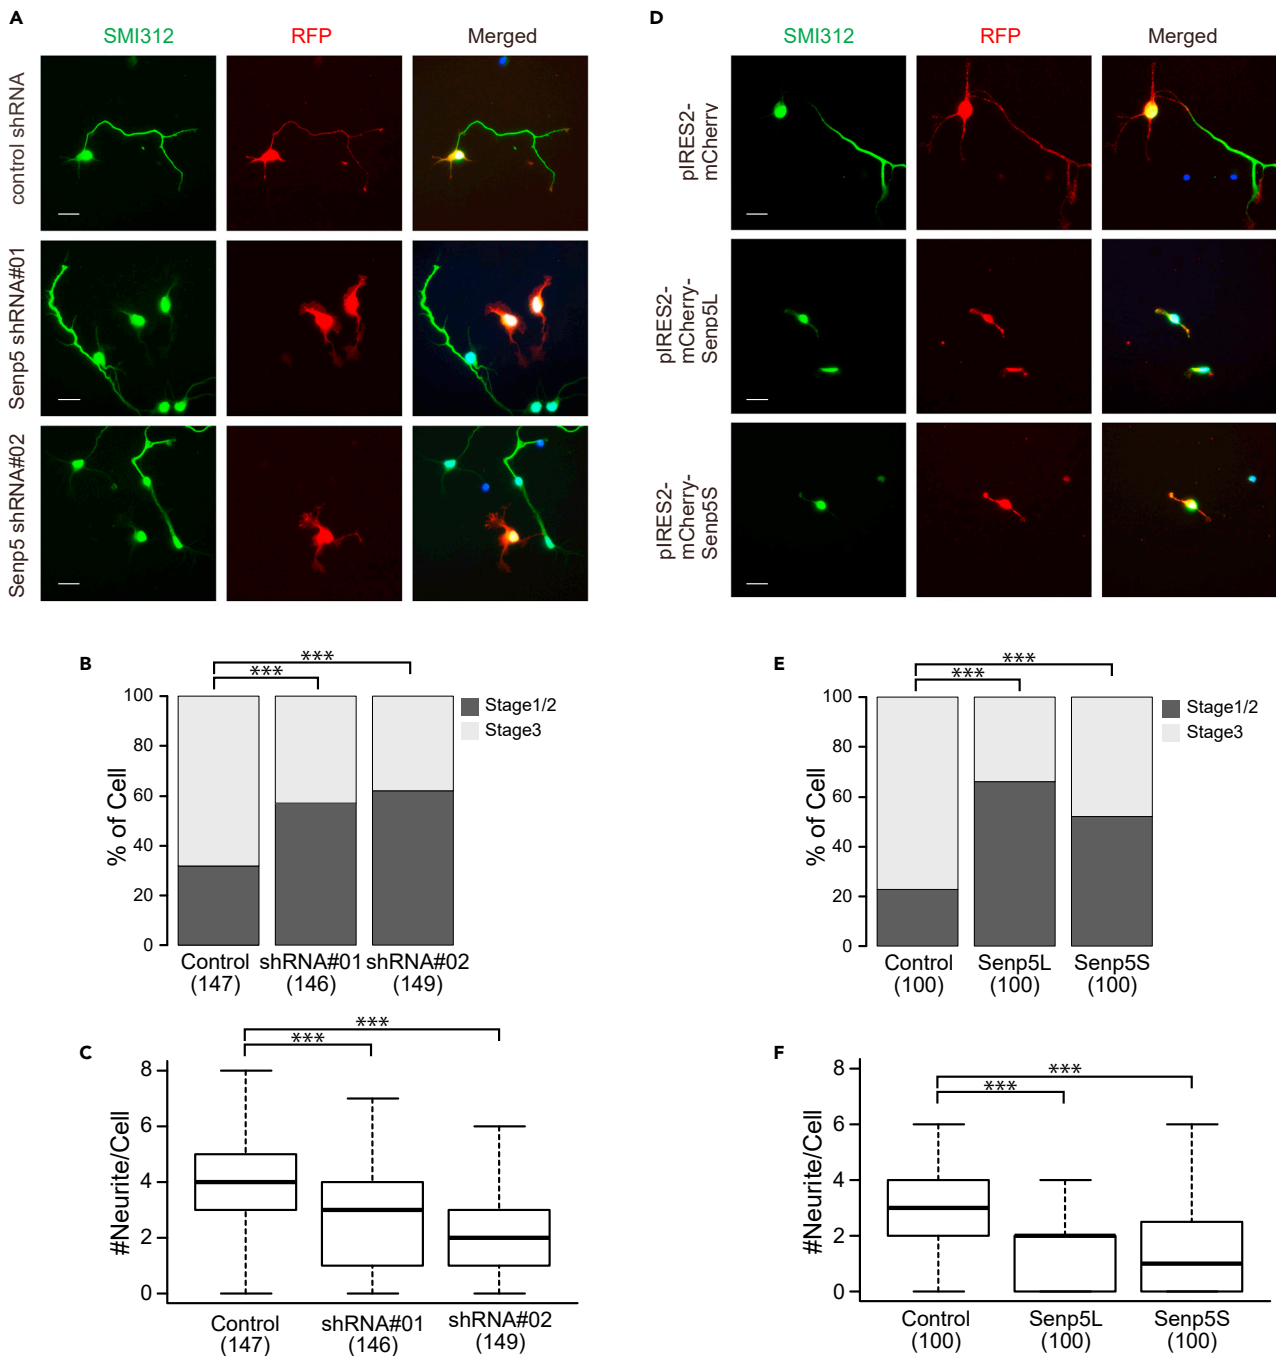 A
SMI312 RFP Merged
control shRNA
Senp5 shRNA#01
Senp5 shRNA#02
D
SMI312 RFP Merged
pIRES2-
mCherry
pIRES2-
mCherry-
Senp5L
pIRES2-
mCherry-
Senp5S
B
***
***
Stage1/2
Stage3
% of Cell
100
80
60
40
20
0
Control shRNA#01 shRNA#02
(147) (146) (149)
E
***
***
Stage1/2
Stage3
% of Cell
100
80
60
40
20
0
Control Senp5L Senp5S
(100) (100) (100)
C
***
***
#Neurite/Cell
8
6
4
2
0
Control shRNA#01 shRNA#02
(147) (146) (149)
F
***
***
#Neurite/Cell
8
6
4
2
0
Control Senp5L Senp5S
(100) (100) (100)